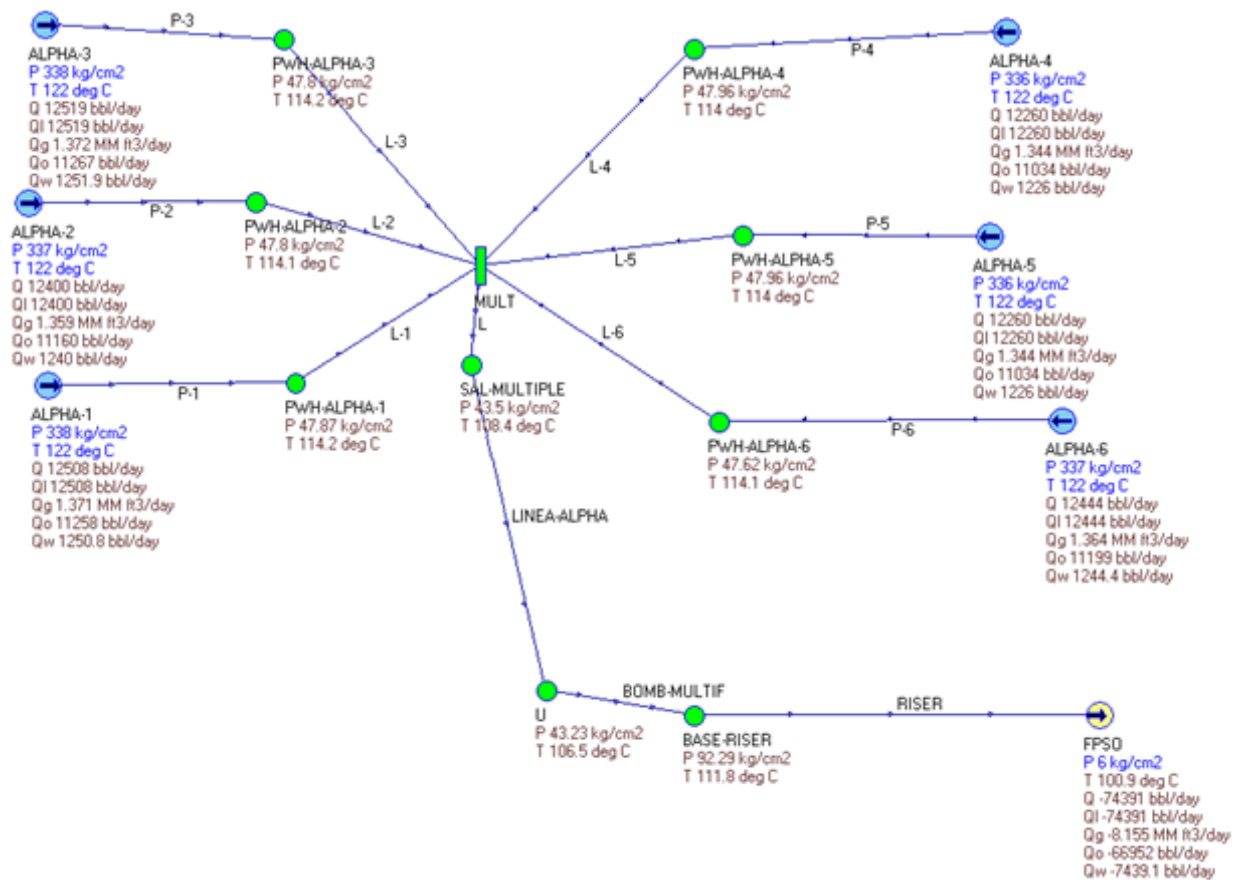 P-3
ALPHA-3
P 338 kg/cm2
T 122 deg C
Q 12519 bbl/day
Ql 12519 bbl/day
Qg 1.372 MM ft3/day
Qo 11267 bbl/day
Qw 1251.9 bbl/day
PWH-ALPHA-3
P 47.8 kg/cm2
T 114.2 deg C
L-3
P-4
PWH-ALPHA-4
P 47.96 kg/cm2
T 114 deg C
ALPHA-4
P 336 kg/cm2
T 122 deg C
Q 12260 bbl/day
Ql 12260 bbl/day
Qg 1.344 MM ft3/day
Qo 11034 bbl/day
Qw 1226 bbl/day
L-4
P-2
ALPHA-2
P 337 kg/cm2
T 122 deg C
Q 12400 bbl/day
Ql 12400 bbl/day
Qg 1.359 MM ft3/day
Qo 11160 bbl/day
Qw 1240 bbl/day
PWH-ALPHA-2
P 47.8 kg/cm2
T 114.1 deg C
L-2
P-5
L-5
PWH-ALPHA-5
P 47.96 kg/cm2
T 114 deg C
ALPHA-5
P 336 kg/cm2
T 122 deg C
Q 12260 bbl/day
Ql 12260 bbl/day
Qg 1.344 MM ft3/day
Qo 11034 bbl/day
Qw 1226 bbl/day
MULT
L
L-1
L-6
P-1
ALPHA-1
P 338 kg/cm2
T 122 deg C
Q 12508 bbl/day
Ql 12508 bbl/day
Qg 1.371 MM ft3/day
Qo 11258 bbl/day
Qw 1250.8 bbl/day
PWH-ALPHA-1
P 47.87 kg/cm2
T 114.2 deg C
SAL-MULTIPLE
P 43.5 kg/cm2
T 108.4 deg C
P-6
PWH-ALPHA-6
P 47.62 kg/cm2
T 114.1 deg C
ALPHA-6
P 337 kg/cm2
T 122 deg C
Q 12444 bbl/day
Ql 12444 bbl/day
Qg 1.364 MM ft3/day
Qo 11199 bbl/day
Qw 1244.4 bbl/day
LINEA-ALPHA
BOMB-MULTIF
RISER
U
P 43.23 kg/cm2
T 106.5 deg C
BASE-RISER
P 92.29 kg/cm2
T 111.8 deg C
FPSO
P 6 kg/cm2
T 100.9 deg C
Q -74391 bbl/day
Ql -74391 bbl/day
Qg -8.155 MM ft3/day
Qo -66952 bbl/day
Qw -7439.1 bbl/day